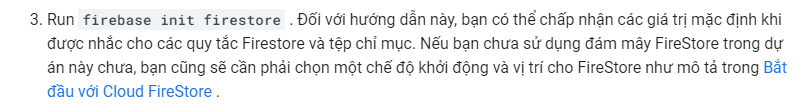 3. Run firebase init firestore . Đối với hướng dẫn này, bạn có thể chấp nhận các giá trị mặc định khi
được nhắc cho các quy tắc Firestore và tệp chỉ mục. Nếu bạn chưa sử dụng đám mây FireStore trong dự
án này chưa, bạn cũng sẽ cần phải chọn một chế độ khởi động và vị trí cho FireStore như mô tả trong Bắt
đầu với Cloud FireStore .